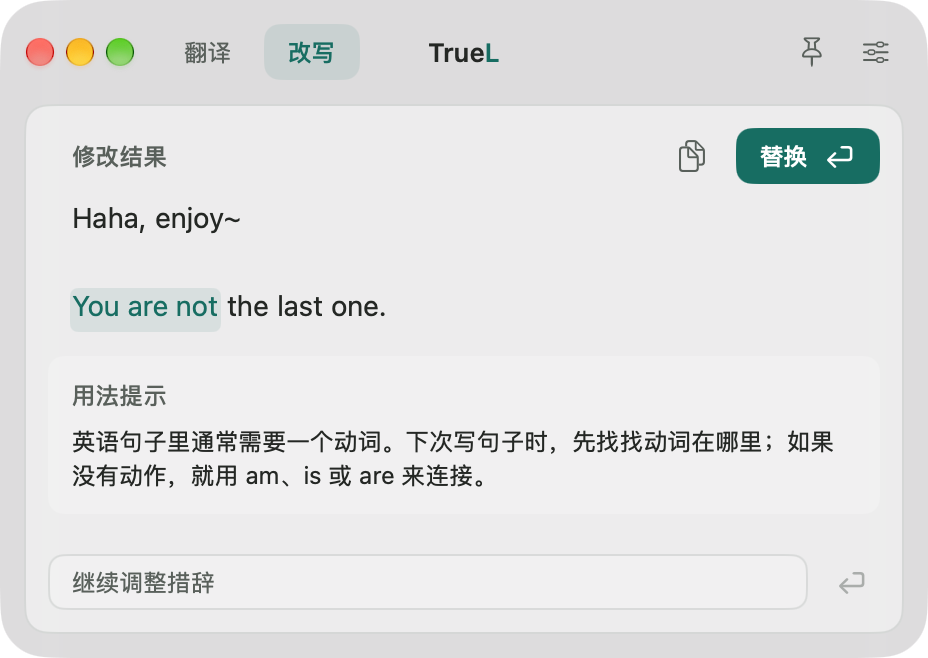 翻译 改写 TrueL
修改结果 替换
Haha, enjoy~
You are not the last one.
用法提示
英语句子里通常需要一个动词。下次写句子时，先找找动词在哪里；如果
没有动作，就用 am、is 或 are 来连接。
继续调整措辞